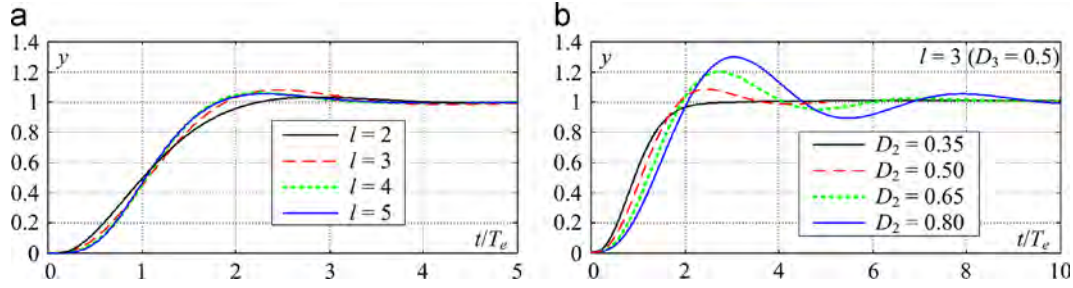 a
1.4
y
1.2
1
0.8
0.6
0.4
0.2
0
l = 2
l = 3
l = 4
l = 5
t/Te
0 1 2 3 4 5
b
1.4
y
l = 3 (D3 = 0.5)
1.2
1
0.8
0.6
0.4
0.2
0
D2 = 0.35
D2 = 0.50
D2 = 0.65
D2 = 0.80
t/Te
0 2 4 6 8 10